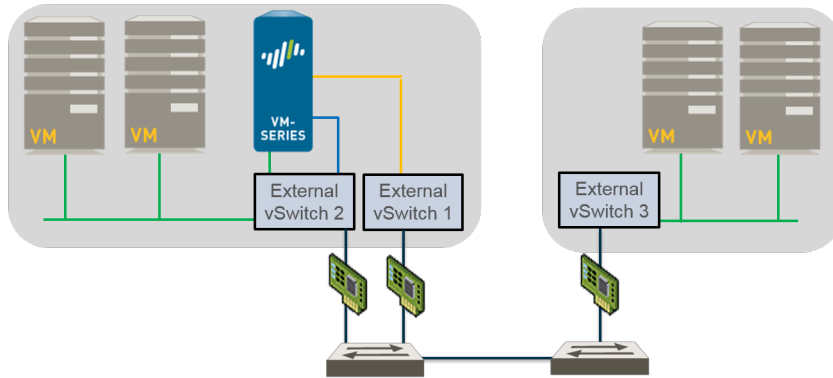 VM
VM
VM-
SERIES
External
vSwitch 2
External
vSwitch 1
External
vSwitch 3
VM
VM